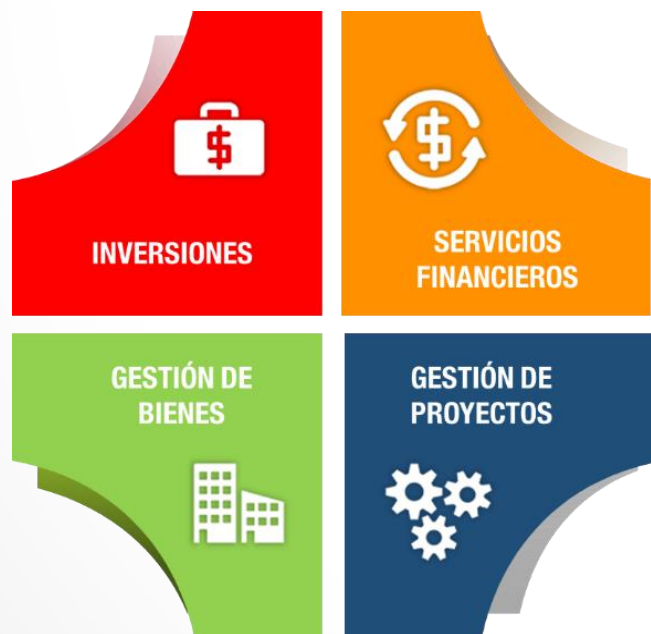 INVERSIONES
SERVICIOS
FINANCIEROS
GESTIÓN DE
BIENES
GESTIÓN DE
PROYECTOS